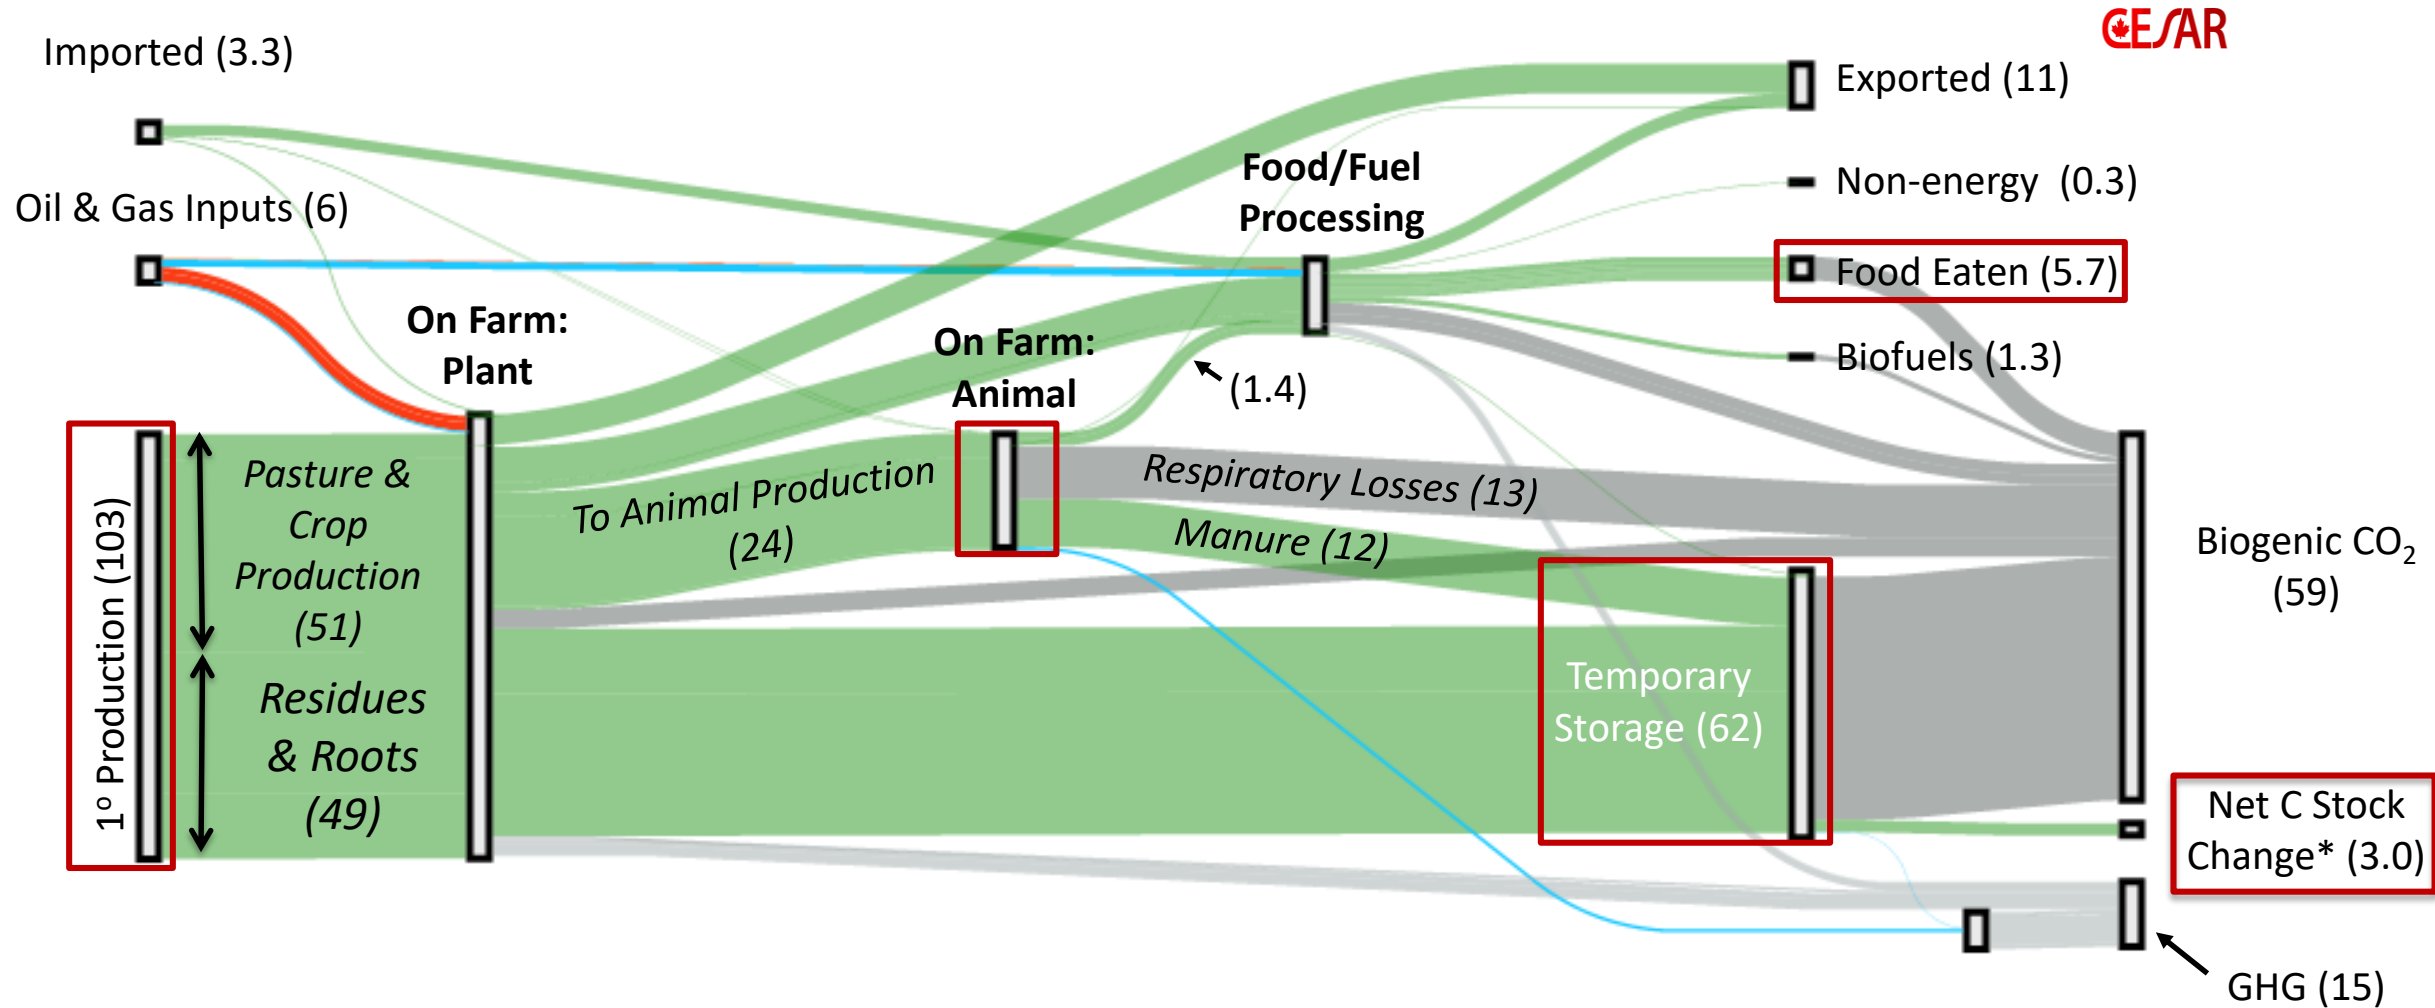 CESAR
Imported (3.3)
Exported (11)
Food/Fuel
Processing
Non-energy (0.3)
Oil & Gas Inputs (6)
Food Eaten (5.7)
On Farm:
Plant
On Farm:
Animal
Biofuels (1.3)
(1.4)
1º Production (103)
Pasture &
Crop
Production
(51)
To Animal Production
(24)
Respiratory Losses (13)
Manure (12)
Biogenic CO₂
(59)
Residues
& Roots
(49)
Temporary
Storage (62)
Net C Stock
Change* (3.0)
GHG (15)